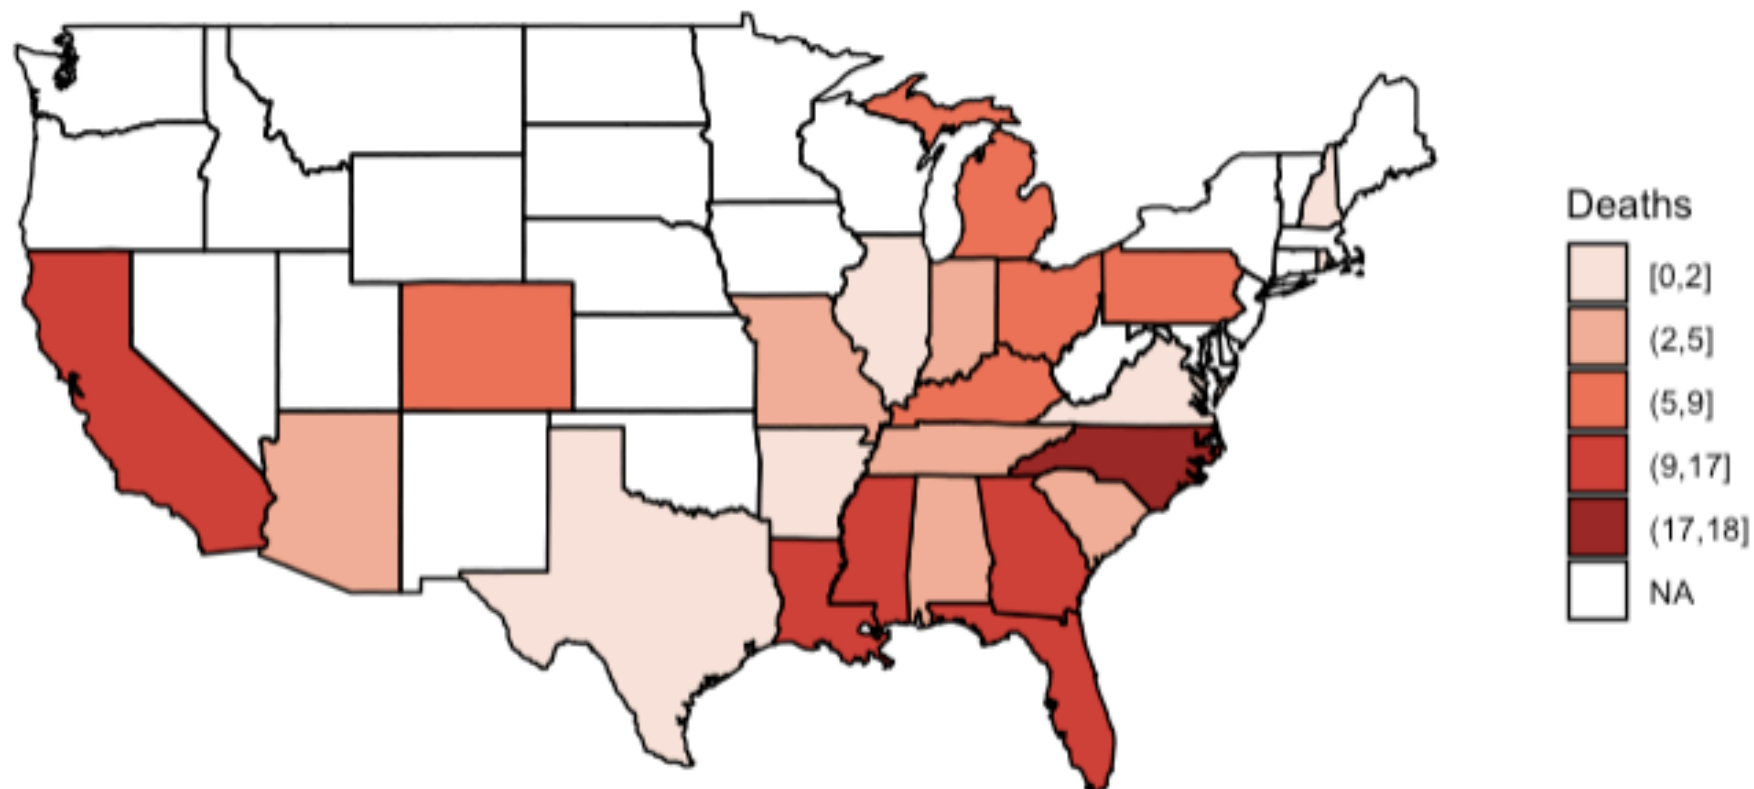 Deaths
[0,2]
(2,5]
(5,9]
(9,17]
(17,18]
NA